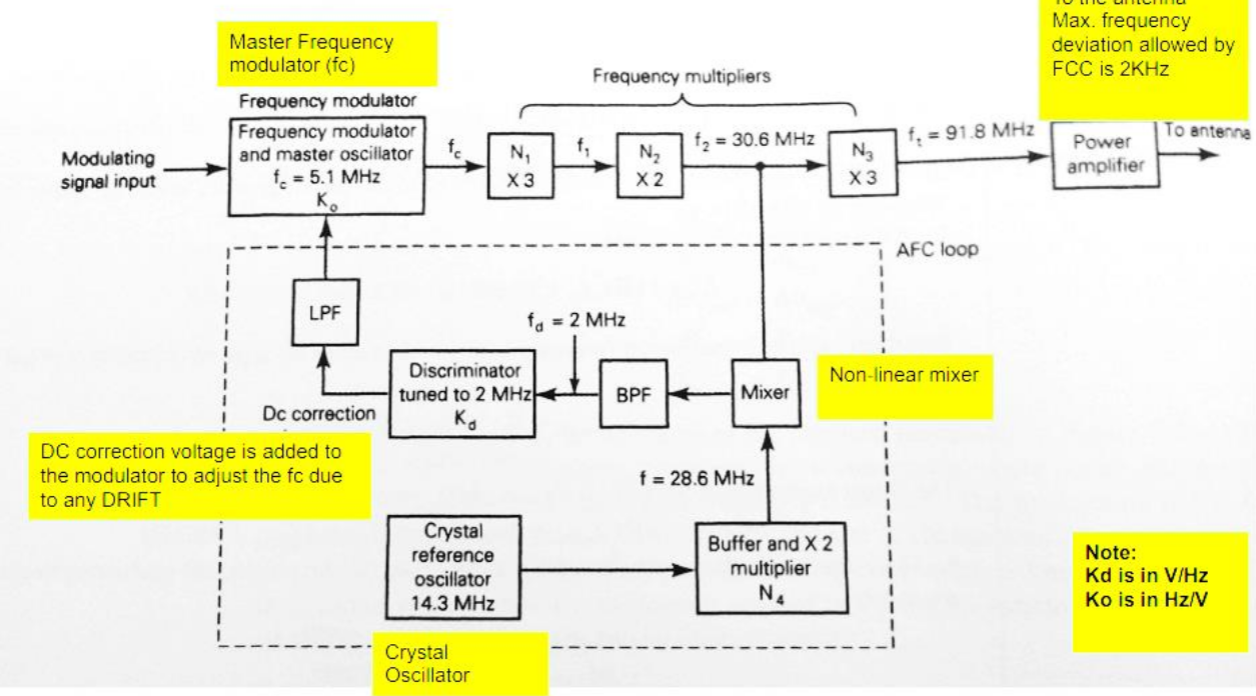 To the antenna
Max. frequency
deviation allowed by
FCC is 2KHz
Master Frequency
modulator (fc)
Frequency multipliers
Frequency modulator
Frequency modulator
and master oscillator
f_c = 5.1 MHz
K_o
Modulating
signal input
f_c
N_1
X 3
f_1
N_2
X 2
f_2 = 30.6 MHz
N_3
X 3
f_t = 91.8 MHz
Power
amplifier
To antenna
AFC loop
LPF
f_d = 2 MHz
Discriminator
tuned to 2 MHz
K_d
BPF
Mixer
Non-linear mixer
Dc correction
DC correction voltage is added to
the modulator to adjust the fc due
to any DRIFT
f = 28.6 MHz
Crystal
reference
oscillator
14.3 MHz
Buffer and X 2
multiplier
N_4
Note:
Kd is in V/Hz
Ko is in Hz/V
Crystal
Oscillator